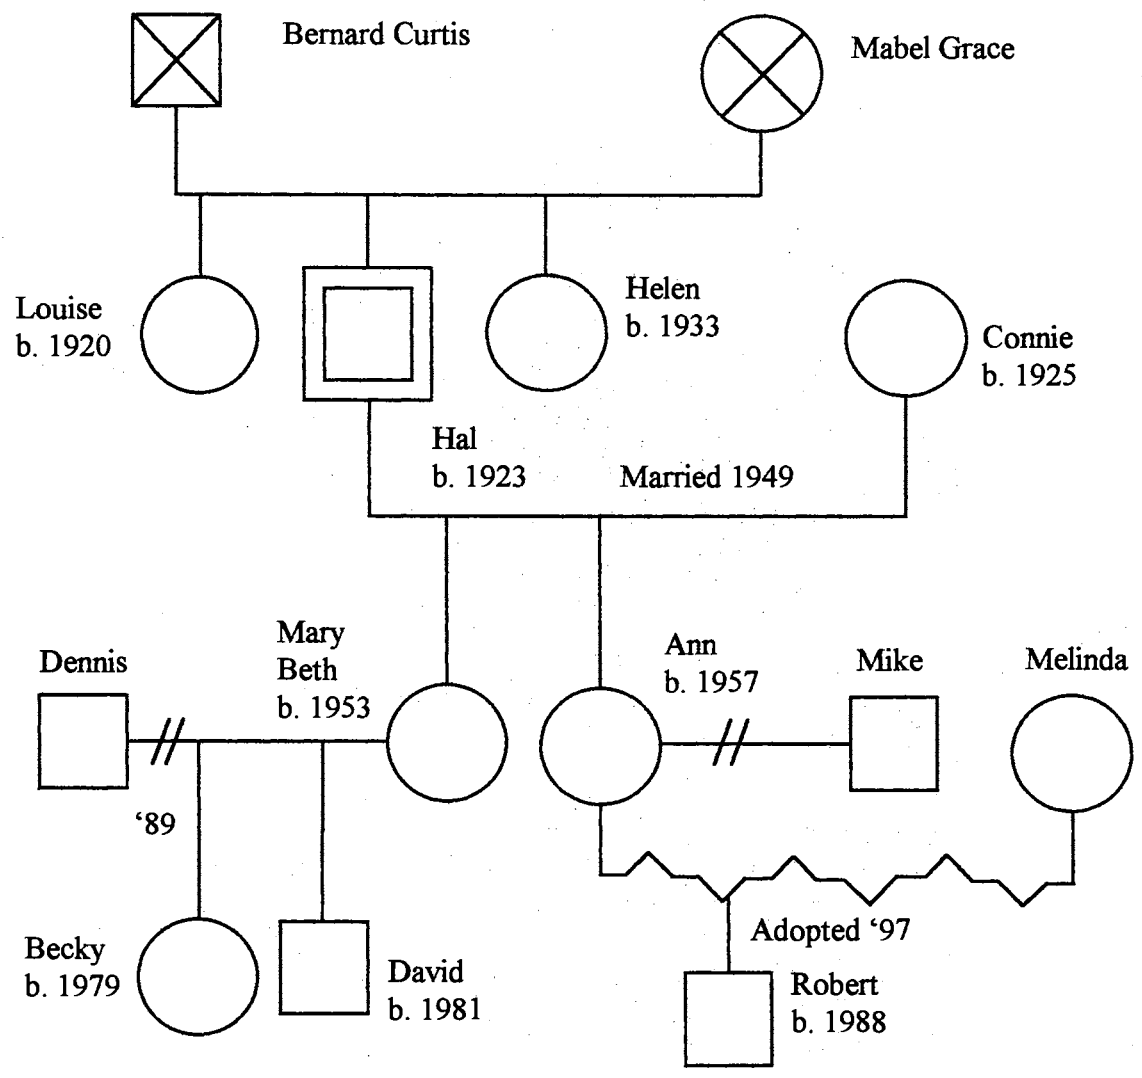 Bernard Curtis
Mabel Grace
Louise
b. 1920
Helen
b. 1933
Connie
b. 1925
Hal
b. 1923
Married 1949
Dennis
Mary
Beth
b. 1953
Ann
b. 1957
Mike
Melinda
‘89
Becky
b. 1979
David
b. 1981
Adopted ‘97
Robert
b. 1988